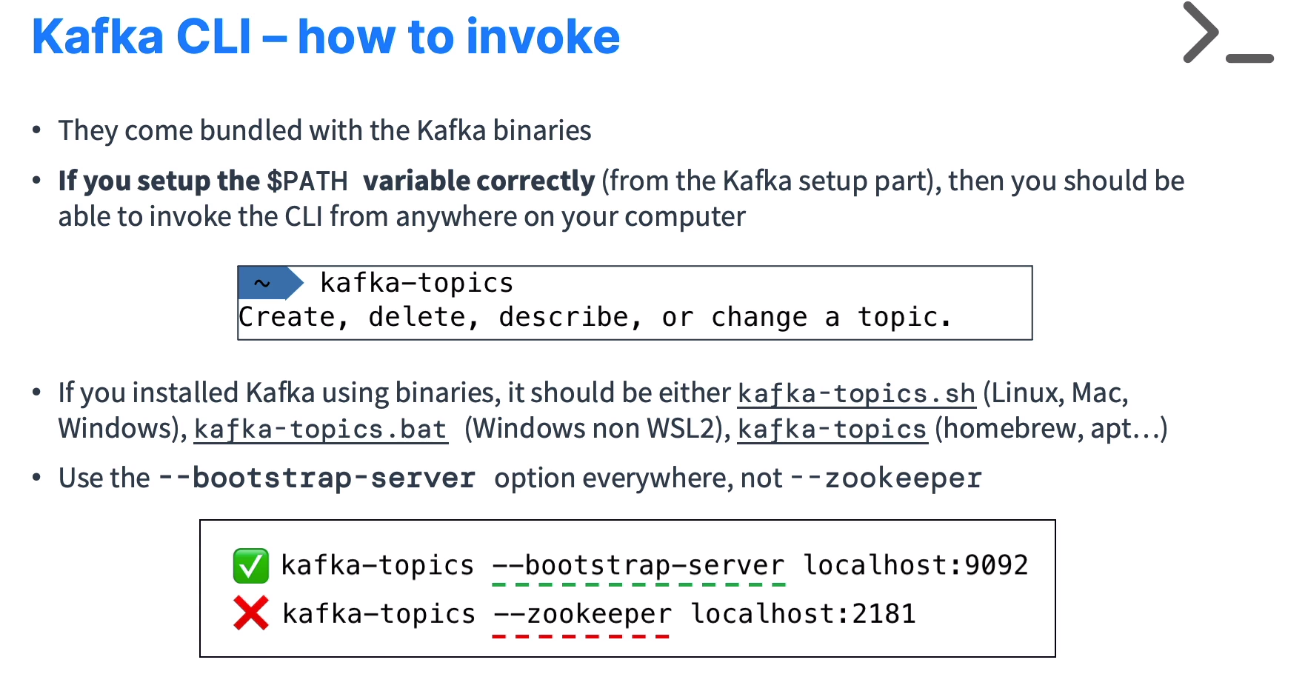 Kafka CLI – how to invoke
• They come bundled with the Kafka binaries
• If you setup the $PATH variable correctly (from the Kafka setup part), then you should be
able to invoke the CLI from anywhere on your computer
~ kafka-topics
Create, delete, describe, or change a topic.
• If you installed Kafka using binaries, it should be either kafka-topics.sh (Linux, Mac,
Windows), kafka-topics.bat (Windows non WSL2), kafka-topics (homebrew, apt...)
• Use the --bootstrap-server option everywhere, not --zookeeper
✅ kafka-topics --bootstrap-server localhost:9092
❌ kafka-topics --zookeeper localhost:2181